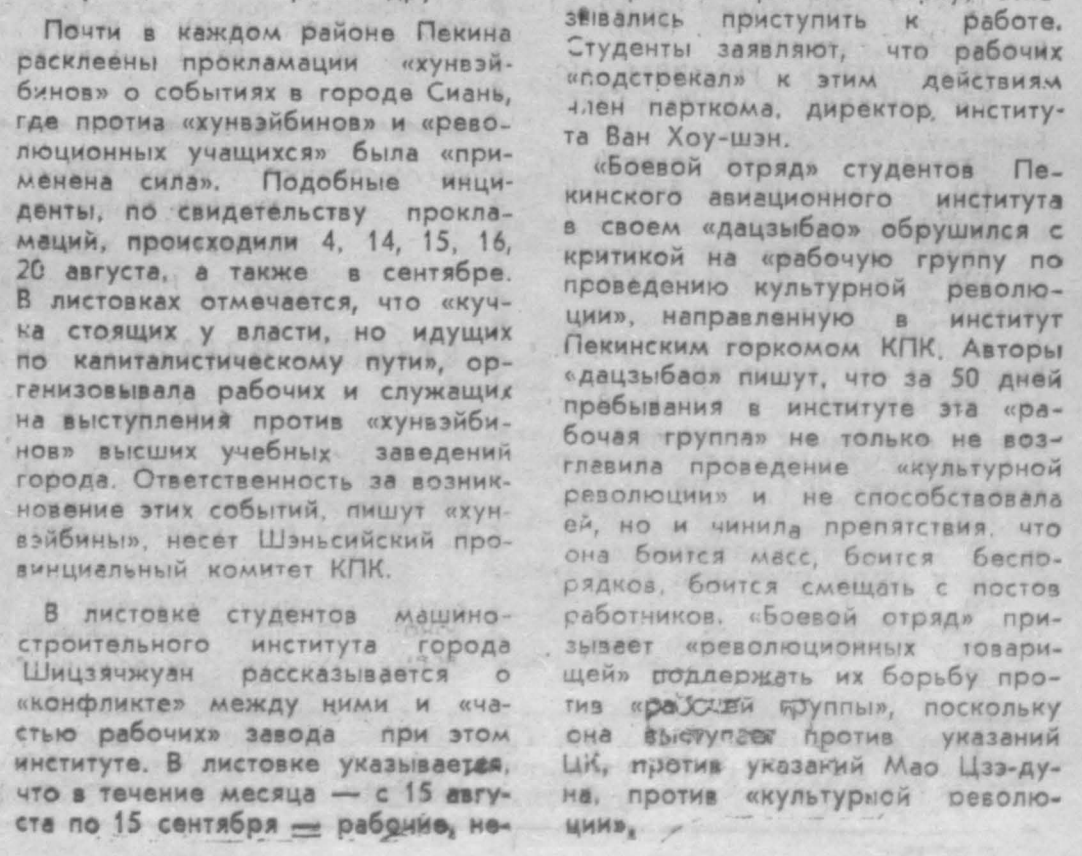 Почти в каждом районе Пекина
расклеены прокламации «хунвэй-
бинов» о событиях в городе Сиань,
где против «хунвэйбинов» и «рево-
люционных учащихся» была «при-
менена сила». Подобные инци-
денты, по свидетельству прокла-
маций, происходили 4, 14, 15, 16,
20 августа, а также в сентябре.
В листовках отмечается, что «куч-
ка стоящих у власти, но идущих
по капиталистическому пути», ор-
ганизовывала рабочих и служащих
на выступления против «хунвэйби-
нов» высших учебных заведений
города. Ответственность за возник-
новение этих событий, пишут «хун-
вэйбины», несет Шэньсийский про-
винциальный комитет КПК.
В листовке студентов машино-
строительного института города
Шицзячжуан рассказывается о
«конфликте» между ними и «ча-
стью рабочих» завода при этом
институте. В листовке указывается,
что в течение месяца — с 15 авгу-
ста по 15 сентября — рабочие, не-
зывались приступить к работе.
Студенты заявляют, что рабочих
«подстрекал» к этим действиям
член парткома, директор, институ-
та Ван Хоу-шэн.
«Боевой отряд» студентов Пе-
кинского авиационного института
в своем «дацзыбао» обрушился с
критикой на «рабочую группу по
проведению культурной револю-
ции», направленную в институт
Пекинским горкомом КПК. Авторы
«дацзыбао» пишут, что за 50 дней
пребывания в институте эта «ра-
бочая группа» не только не воз-
главила проведение «культурной
революции» и не способствовала
ей, но и чинила препятствия, что
она боится масс, боится беспо-
рядков, боится смещать с постов
работников. «Боевой отряд» при-
зывает «революционных товари-
щей» поддержать их борьбу про-
тив «рабочей группы», поскольку
она выступает против указаний
ЦК, против указаний Мао Цзэ-ду-
на, против «культурной револю-
ции»,